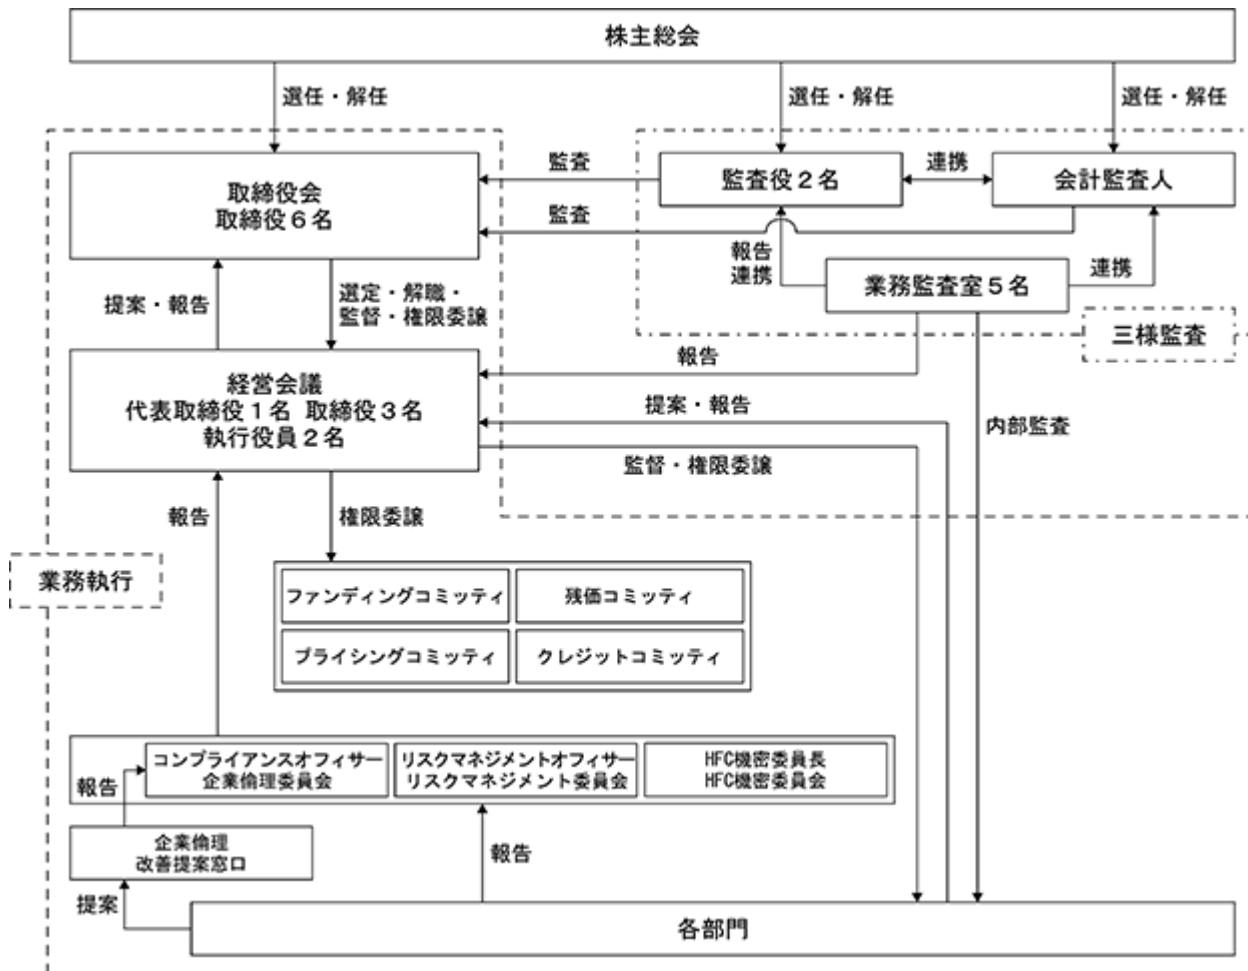 株主総会
選任・解任
選任・解任
選任・解任
取締役会
取締役６名
監査
監査役２名
連携
会計監査人
監査
報告
連携
業務監査室５名
連携
三様監査
提案・報告
選定・解職・
監督・権限委譲
報告
経営会議
代表取締役１名 取締役３名
執行役員２名
提案・報告
内部監査
監督・権限委譲
報告
権限委譲
業務執行
ファンディングコミッティ
残価コミッティ
プライシングコミッティ
クレジットコミッティ
コンプライアンスオフィサー
企業倫理委員会
リスクマネジメントオフィサー
リスクマネジメント委員会
HFC機密委員長
HFC機密委員会
報告
企業倫理
改善提案窓口
報告
提案
各部門